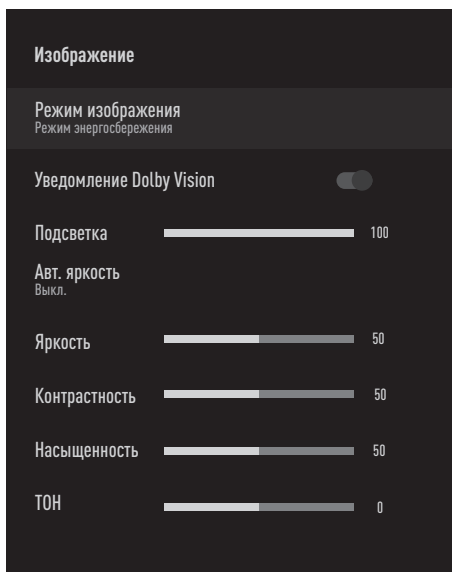 Изображение
Режим изображения
Режим энергосбережения
Уведомление Dolby Vision
Подсветка 100
Авт. яркость
Выкл.
Яркость 50
Контрастность 50
Насыщенность 50
ТОН 0